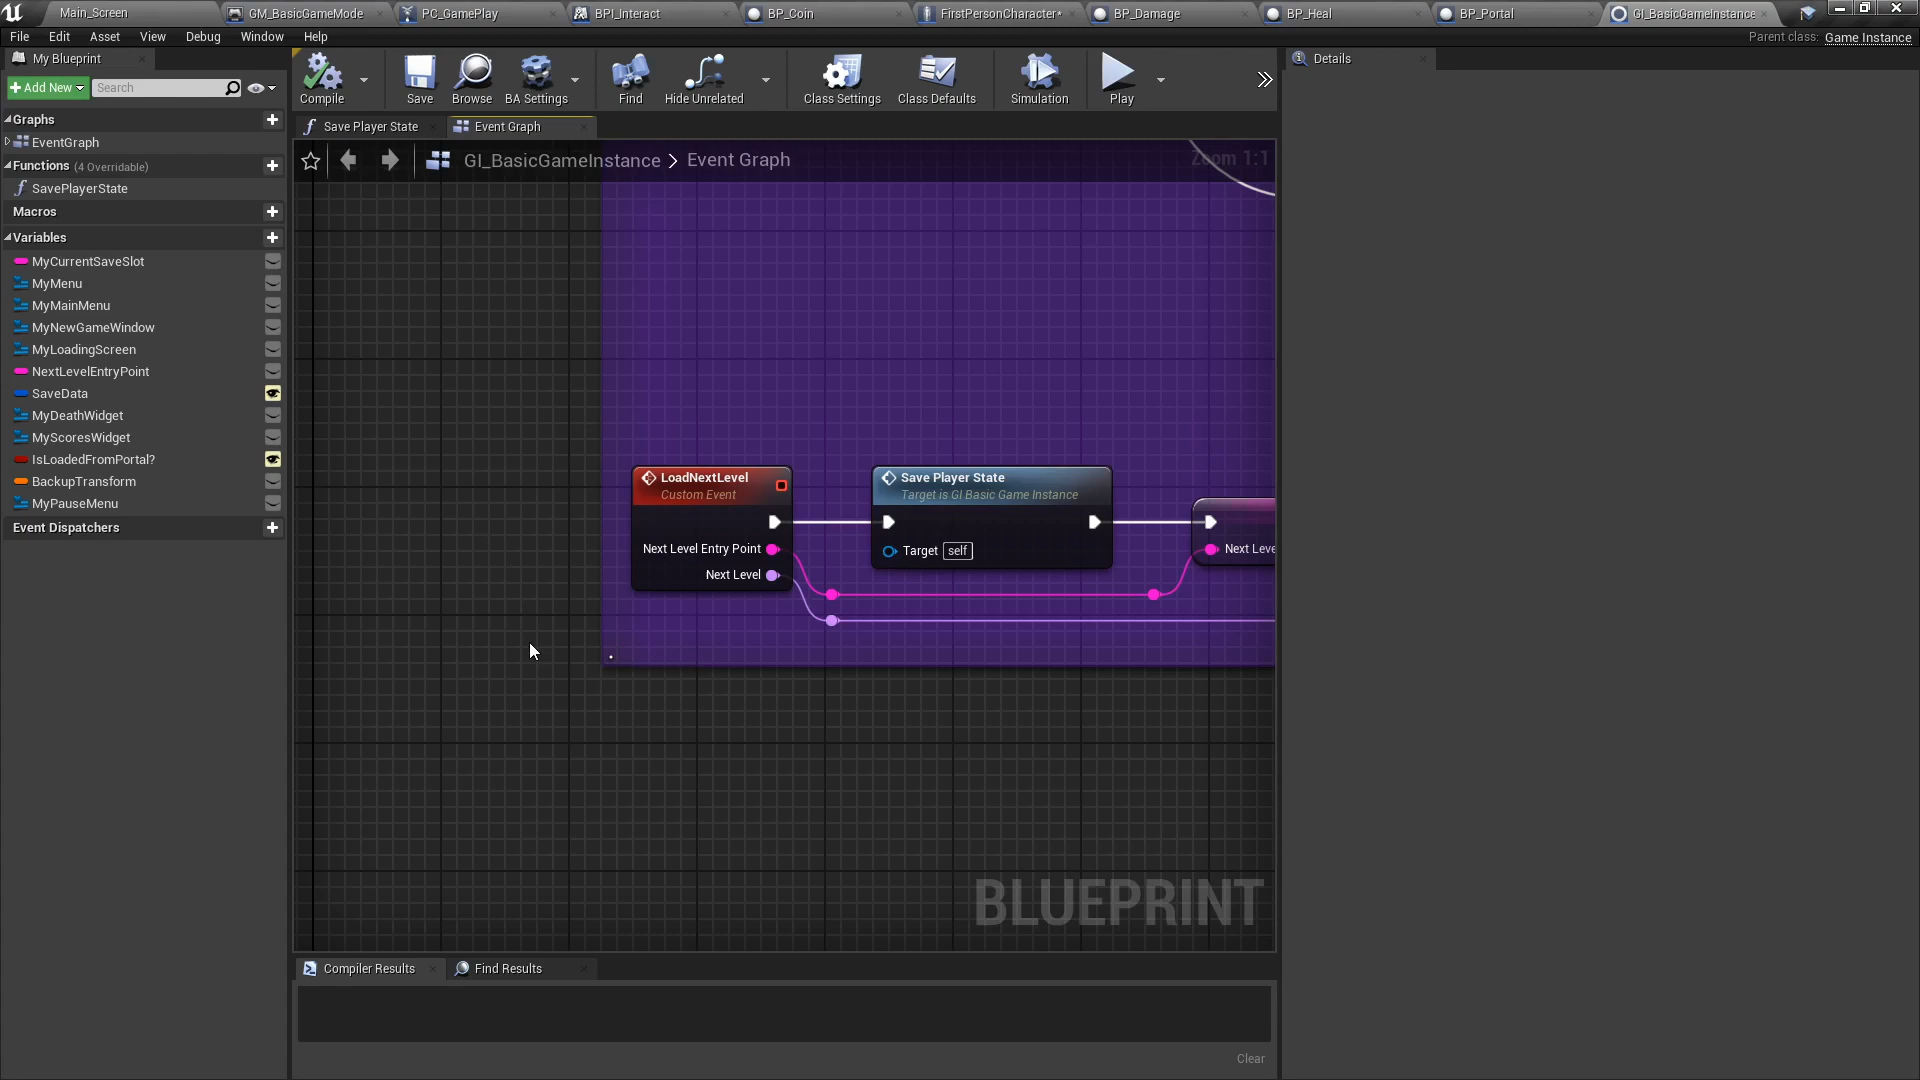 Main_Screen
GM_BasicGameMode
PC_GamePlay
BPI_Interact
BP_Coin
FirstPersonCharacter*
BP_Damage
BP_Heal
BP_Portal
GI_BasicGameInstance
File
Edit
Asset
View
Debug
Window
Help
Parent class: Game Instance
My Blueprint
Add New
Search
Compile
Save
Browse
BA Settings
Find
Hide Unrelated
Class Settings
Class Defaults
Simulation
Play
Details
Graphs
EventGraph
Functions (4 Overridable)
SavePlayerState
Macros
Variables
MyCurrentSaveSlot
MyMenu
MyMainMenu
MyNewGameWindow
MyLoadingScreen
NextLevelEntryPoint
SaveData
MyDeathWidget
MyScoresWidget
IsLoadedFromPortal?
BackupTransform
MyPauseMenu
Event Dispatchers
Save Player State
Event Graph
GI_BasicGameInstance > Event Graph
Zoom 1:1
LoadNextLevel
Custom Event
Next Level Entry Point
Next Level
Save Player State
Target is GI Basic Game Instance
Target self
Next Leve
BLUEPRINT
Compiler Results
Find Results
Clear